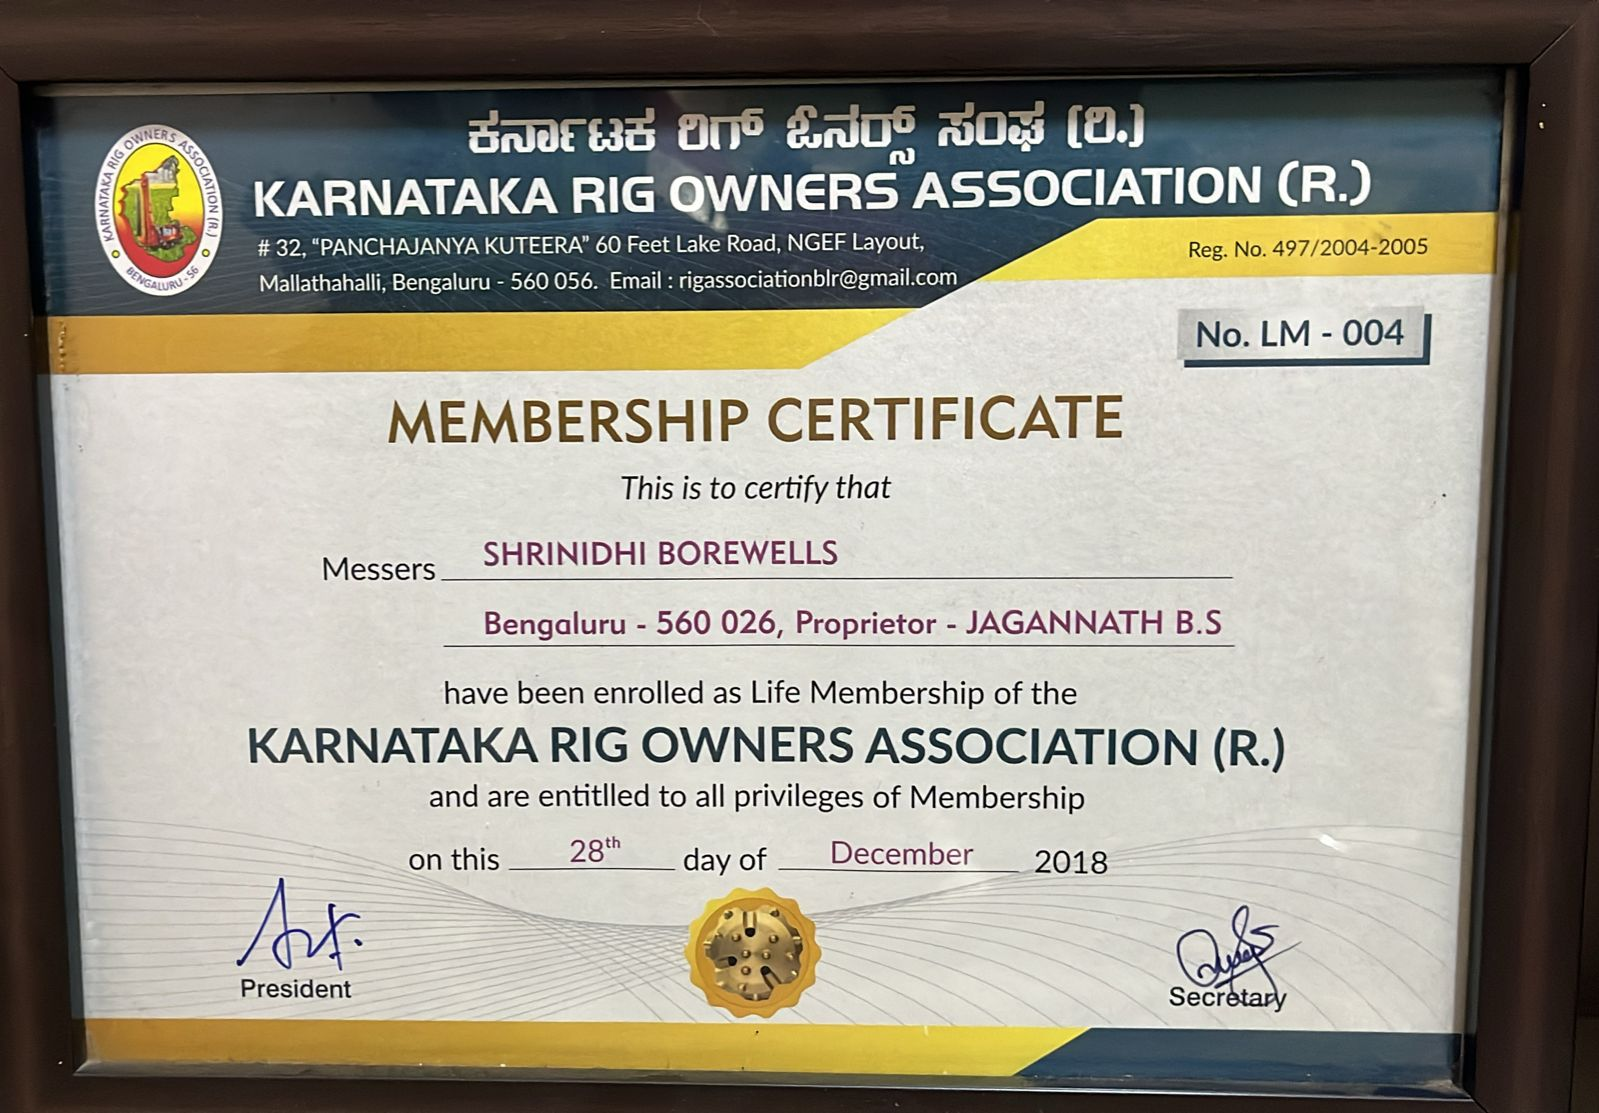 ಕರ್ನಾಟಕ ರಿಗ್ ಓನರ್ಸ್ ಸಂಘ (ರಿ.)
KARNATAKA RIG OWNERS ASSOCIATION (R.)
# 32, “PANCHAJANYA KUTEERA” 60 Feet Lake Road, NGEF Layout,
Mallathahalli, Bengaluru - 560 056. Email : rigassociationblr@gmail.com
KARNATAKA RIG OWNERS ASSOCIATION (R.)
BENGALURU - 56
Reg. No. 497/2004-2005
No. LM - 004
MEMBERSHIP CERTIFICATE
This is to certify that
Messers SHRINIDHI BOREWELLS
Bengaluru - 560 026, Proprietor - JAGANNATH B.S
have been enrolled as Life Membership of the
KARNATAKA RIG OWNERS ASSOCIATION (R.)
and are entitlled to all privileges of Membership
on this 28th day of December 2018
President
Secretary